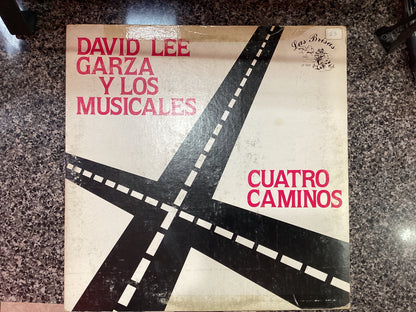 DAVID LEE
GARZA
Y LOS
MUSICALES
Las Brisas
CUATRO
CAMINOS